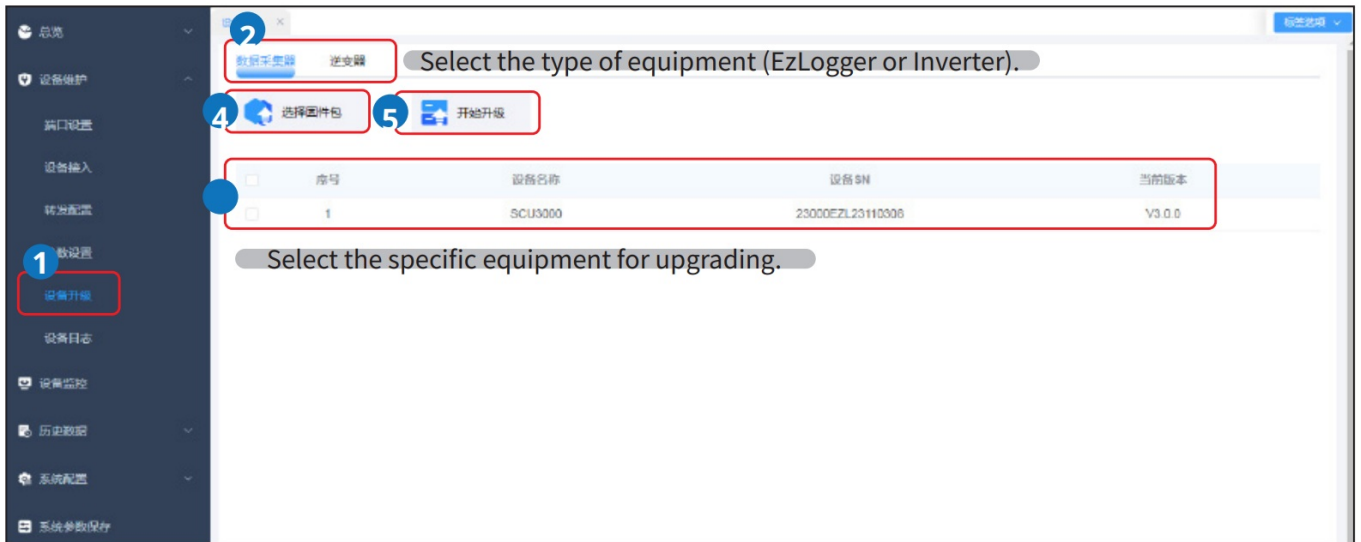 总览
设备维护
端口设置
设备接入
转发配置
数设置
设备升级
设备日志
设备监控
历史数据
系统配置
系统参数保存
标签选项
1
2
数据采集器 逆变器
Select the type of equipment (EzLogger or Inverter).
4 选择固件包
5 开始升级
序号 设备名称 设备SN 当前版本
1 SCU3000 23000EZL23110306 V3.0.0
Select the specific equipment for upgrading.